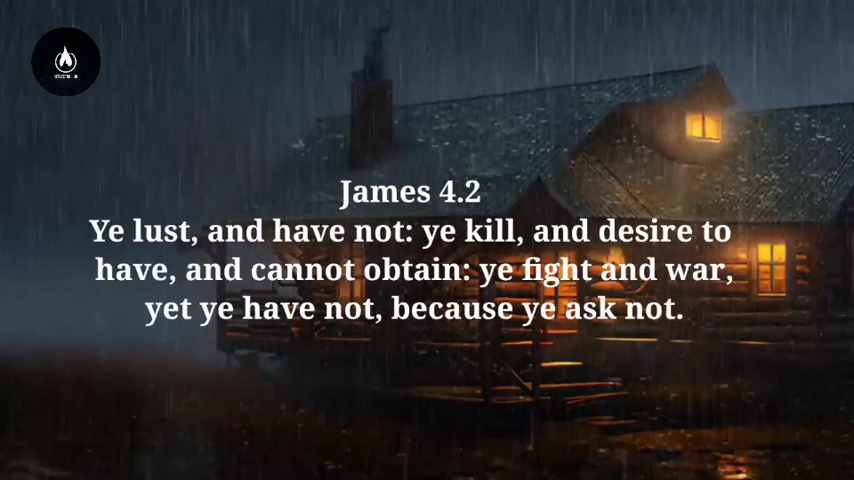 James 4.2
Ye lust, and have not: ye kill, and desire to
have, and cannot obtain: ye fight and war,
yet ye have not, because ye ask not.